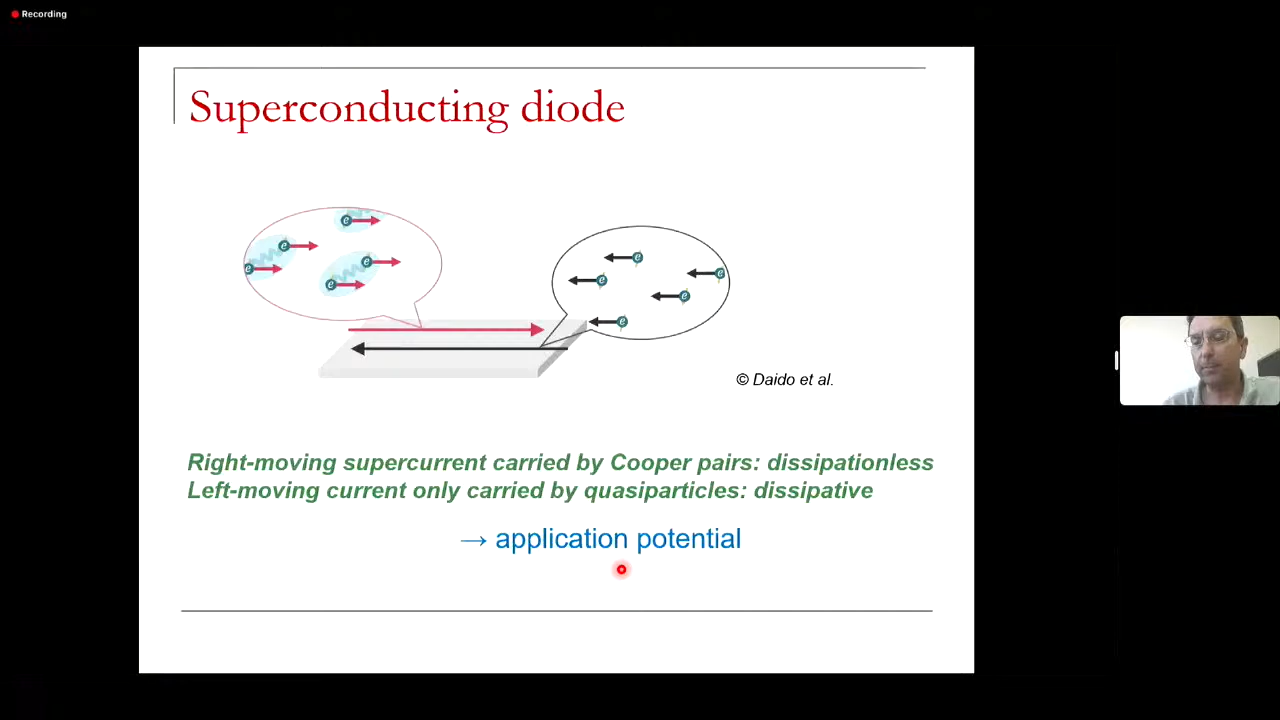 Recording
Superconducting diode
e
e
e
e
e
e
e
e
e
e
© Daido et al.
Right-moving supercurrent carried by Cooper pairs: dissipationless
Left-moving current only carried by quasiparticles: dissipative
→ application potential